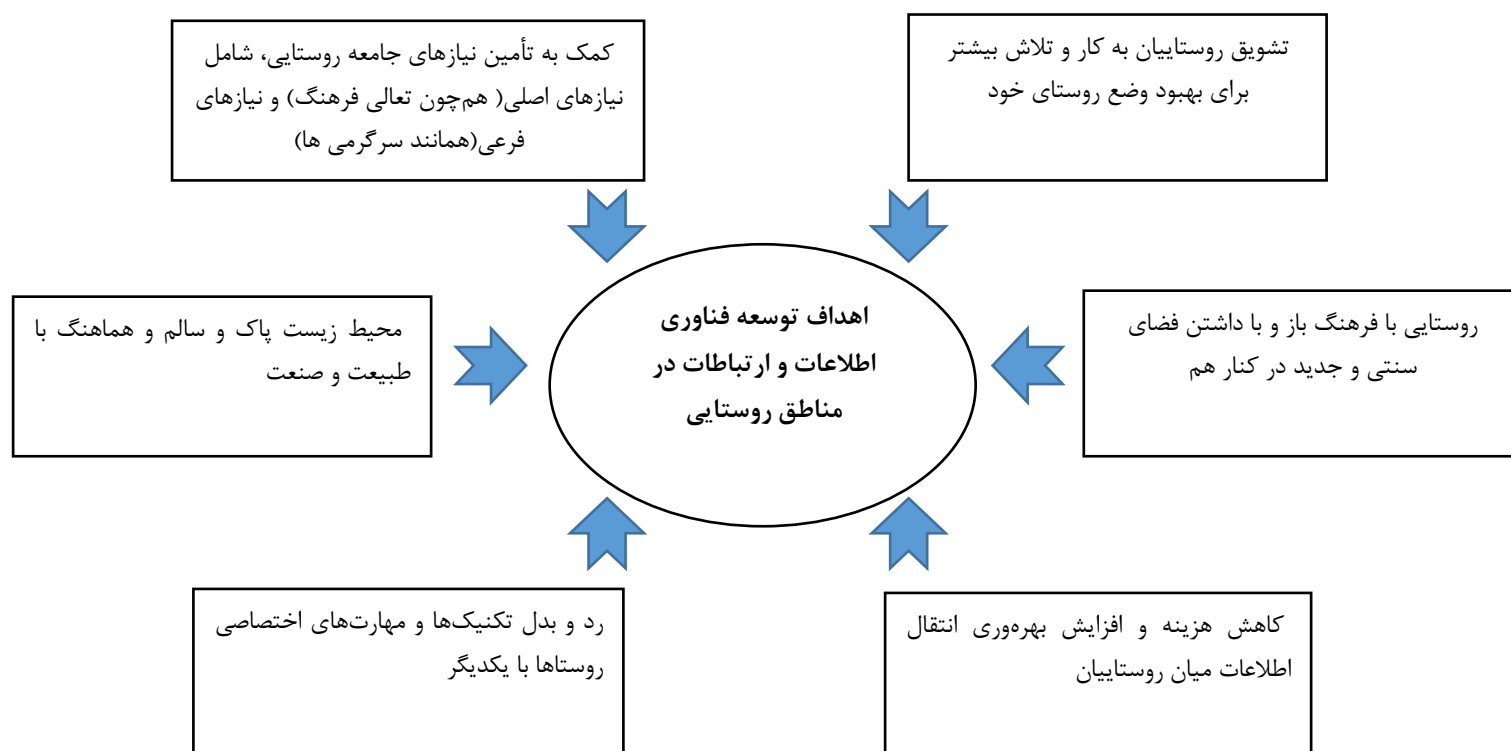 تشویق روستاییان به کار و تلاش بیشتر
برای بهبود وضع روستای خود
کمک به تأمین نیازهای جامعه روستایی، شامل
نیازهای اصلی( هم‌چون تعالی فرهنگ) و نیازهای
فرعی(همانند سرگرمی ها)
روستایی با فرهنگ باز و با داشتن فضای
سنتی و جدید در کنار هم
اهداف توسعه فناوری
اطلاعات و ارتباطات در
مناطق روستایی
محیط زیست پاک و سالم و هماهنگ با
طبیعت و صنعت
کاهش هزینه و افزایش بهره‌وری انتقال
اطلاعات میان روستاییان
رد و بدل تکنیک‌ها و مهارت‌های اختصاصی
روستاها با یکدیگر